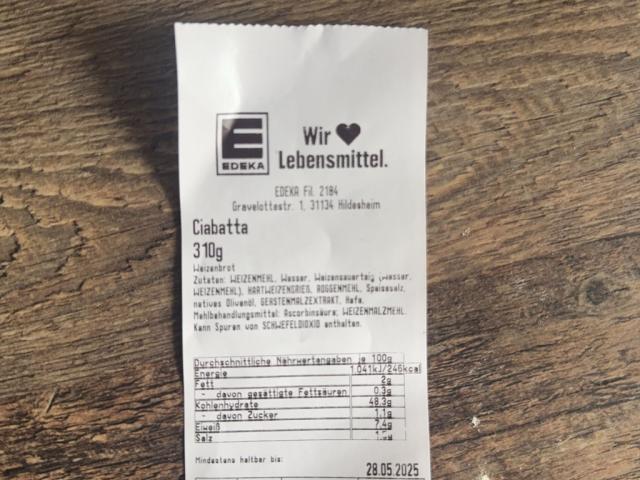 EDEKA
Wir
Lebensmittel.
EDEKA Fil. 2184
Gravelottestr. 1, 31134 Hildesheim
Ciabatta
310g
Weizenbrot
Zutaten: WEIZENMEHL, Wasser, Weizensauerteig (Wasser,
WEIZENMEHL), HARTWEIZENGRIEß, ROGGENMEHL, Speisesalz,
natives Olivenöl, GERSTENMALZEXTRAKT, Hefe,
Mehlbehandlungsmittel: Ascorbinsäure; WEIZENMALZMEHL.
Kann Spuren von SCHWEFELDIOXID enthalten.
Durchschnittliche Nährwertangaben je 100g
Energie 1.041kJ/246kcal
Fett 2g
- davon gesättigte Fettsäuren 0,3g
Kohlenhydrate 48,3g
- davon Zucker 1,1g
Eiweiß 7,4g
Salz
Mindestens haltbar bis:
28.05.2025